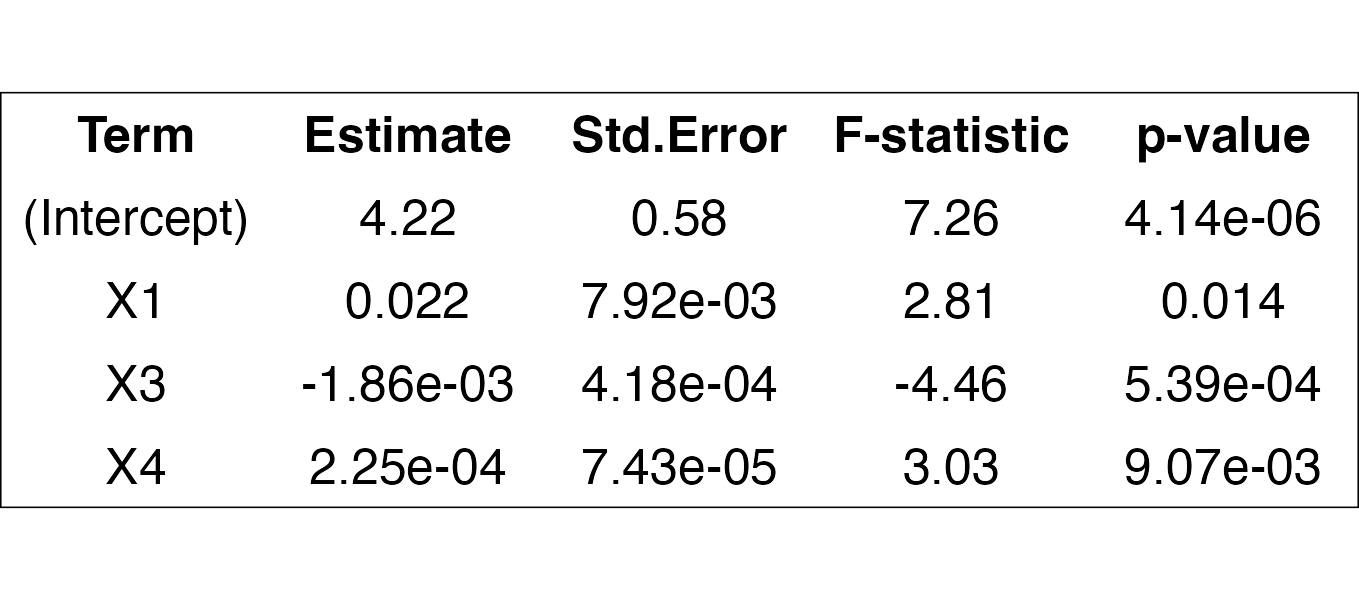 Term Estimate Std.Error F-statistic p-value
(Intercept) 4.22 0.58 7.26 4.14e-06
X1 0.022 7.92e-03 2.81 0.014
X3 -1.86e-03 4.18e-04 -4.46 5.39e-04
X4 2.25e-04 7.43e-05 3.03 9.07e-03